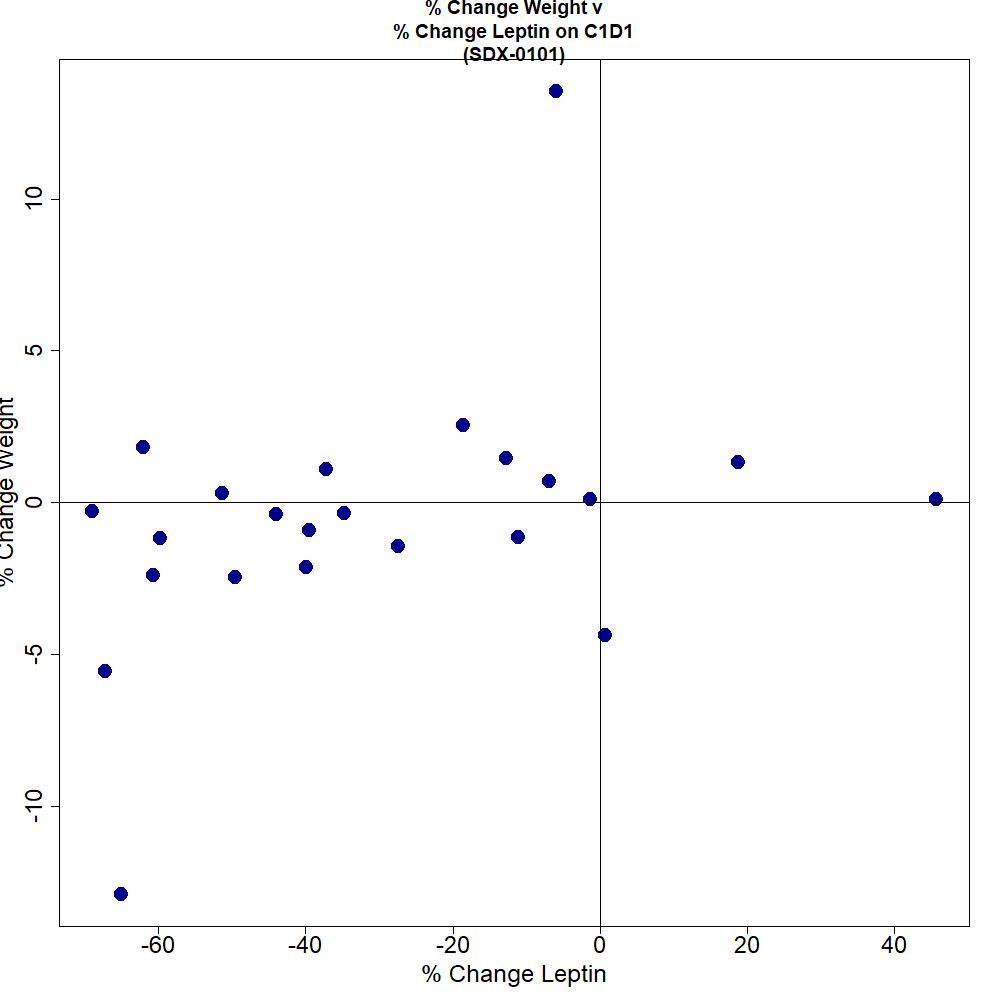 % Change Weight v
% Change Leptin on C1D1
(SDX-0101)
% Change Weight
10
5
0
-5
-10
-60 -40 -20 0 20 40
% Change Leptin